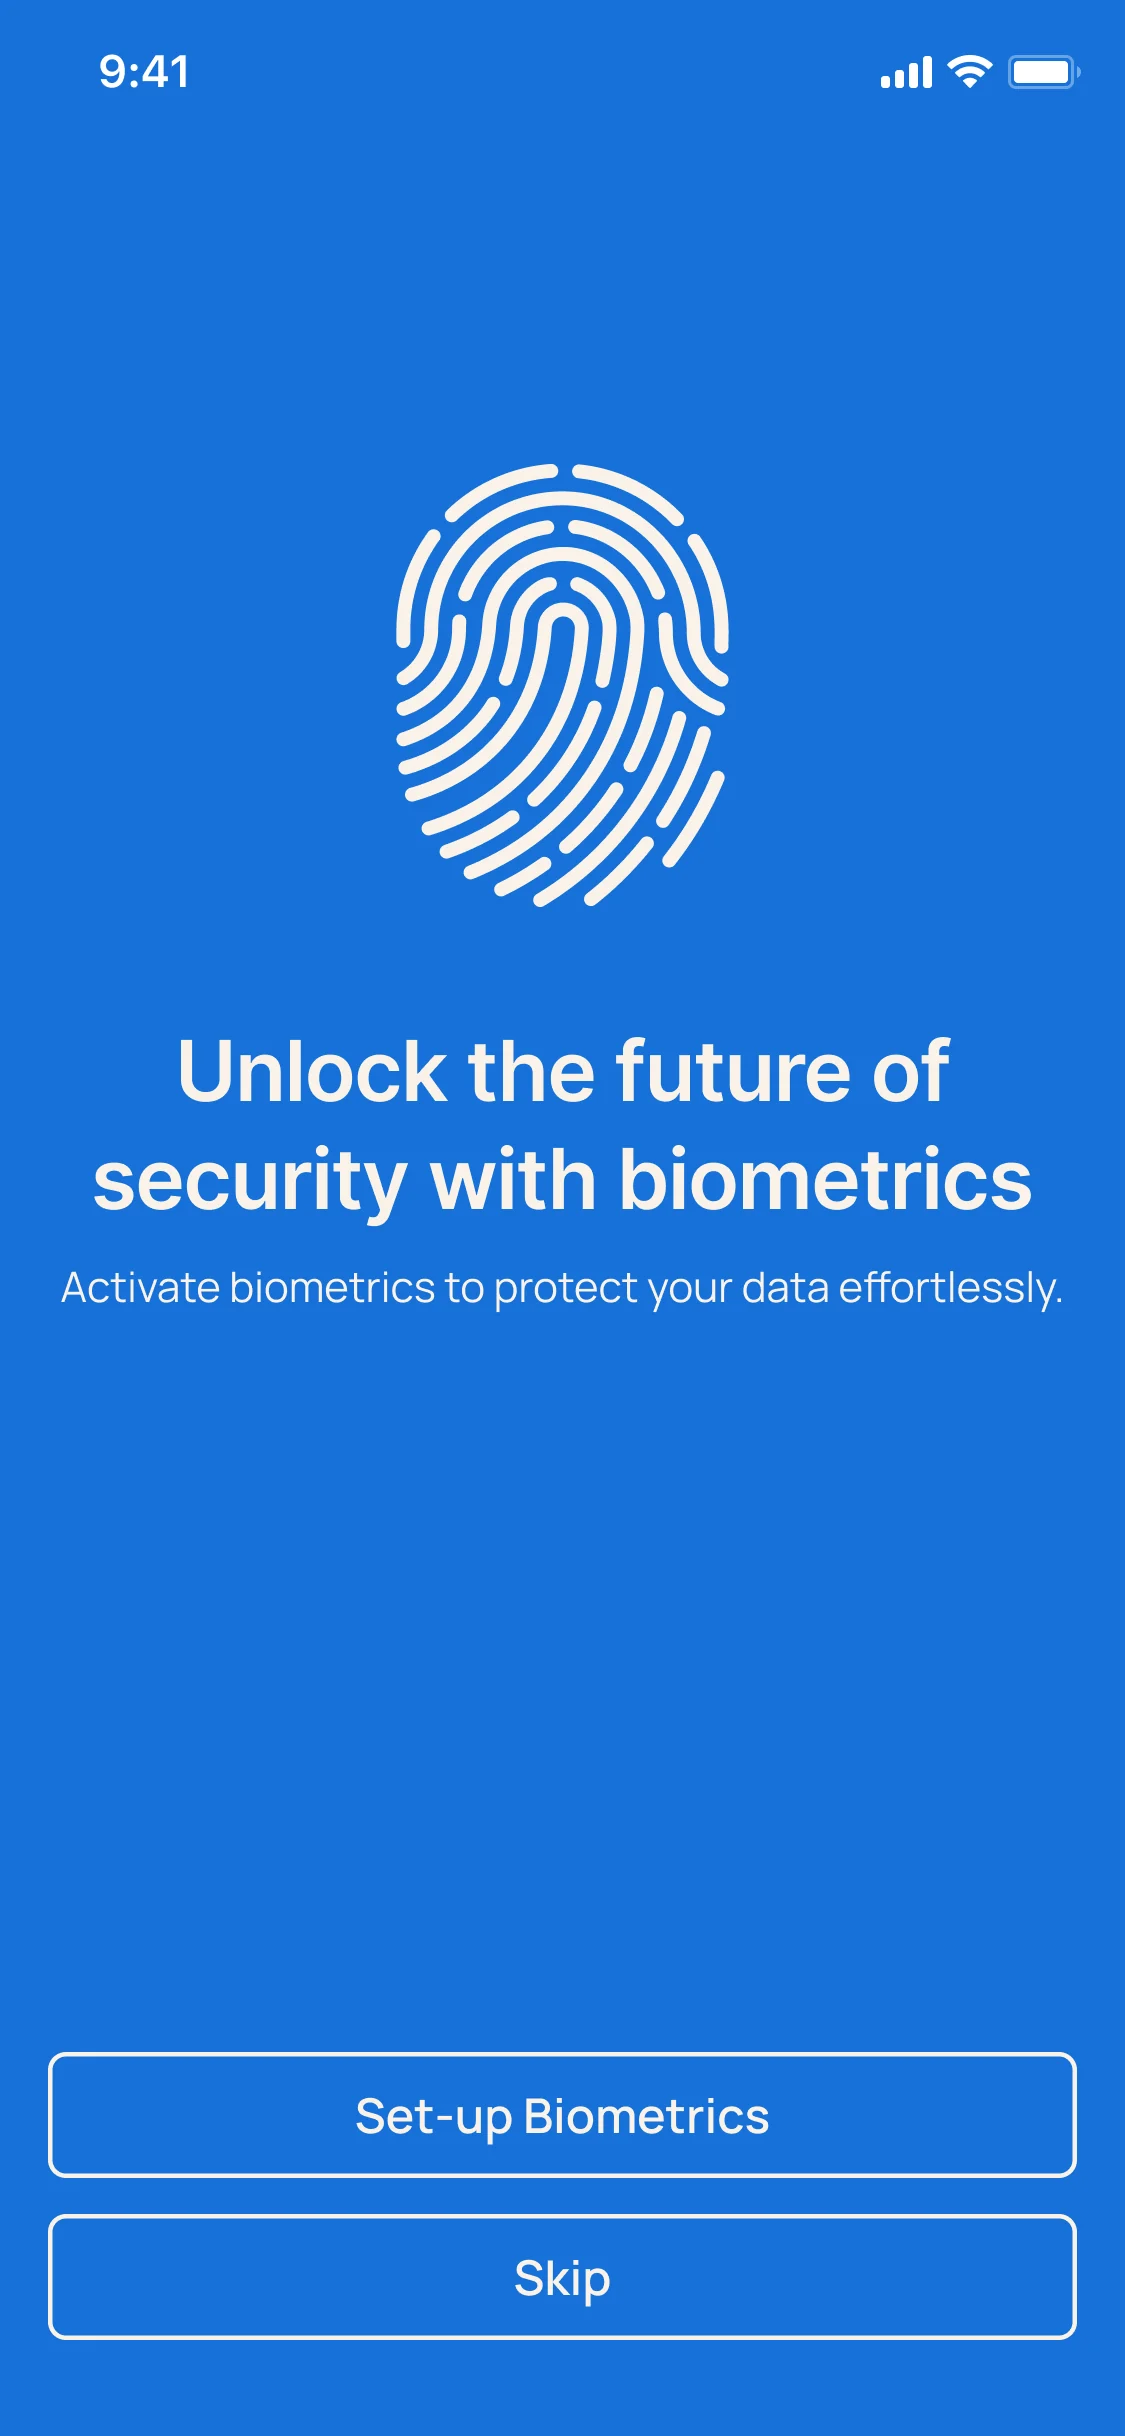 9:41
Unlock the future of
security with biometrics
Activate biometrics to protect your data effortlessly.
Set-up Biometrics
Skip